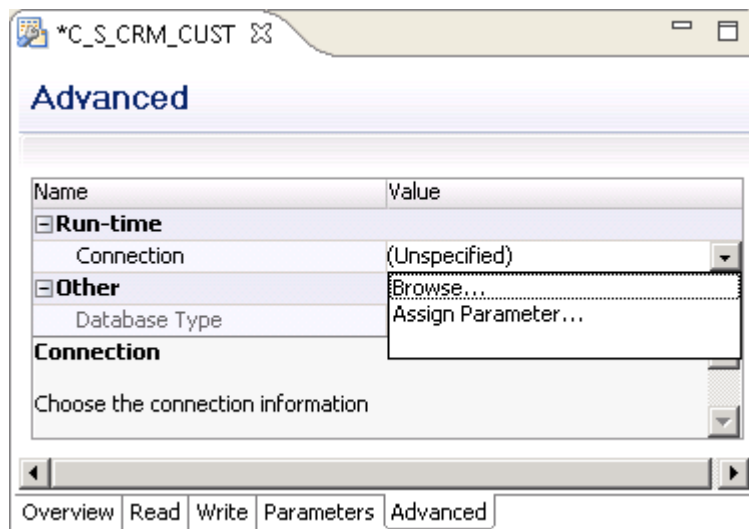 *C_S_CRM_CUST
Advanced
Name Value
Run-time
Connection (Unspecified)
Browse...
Other
Assign Parameter...
Database Type
Connection
Choose the connection information
Overview Read Write Parameters Advanced